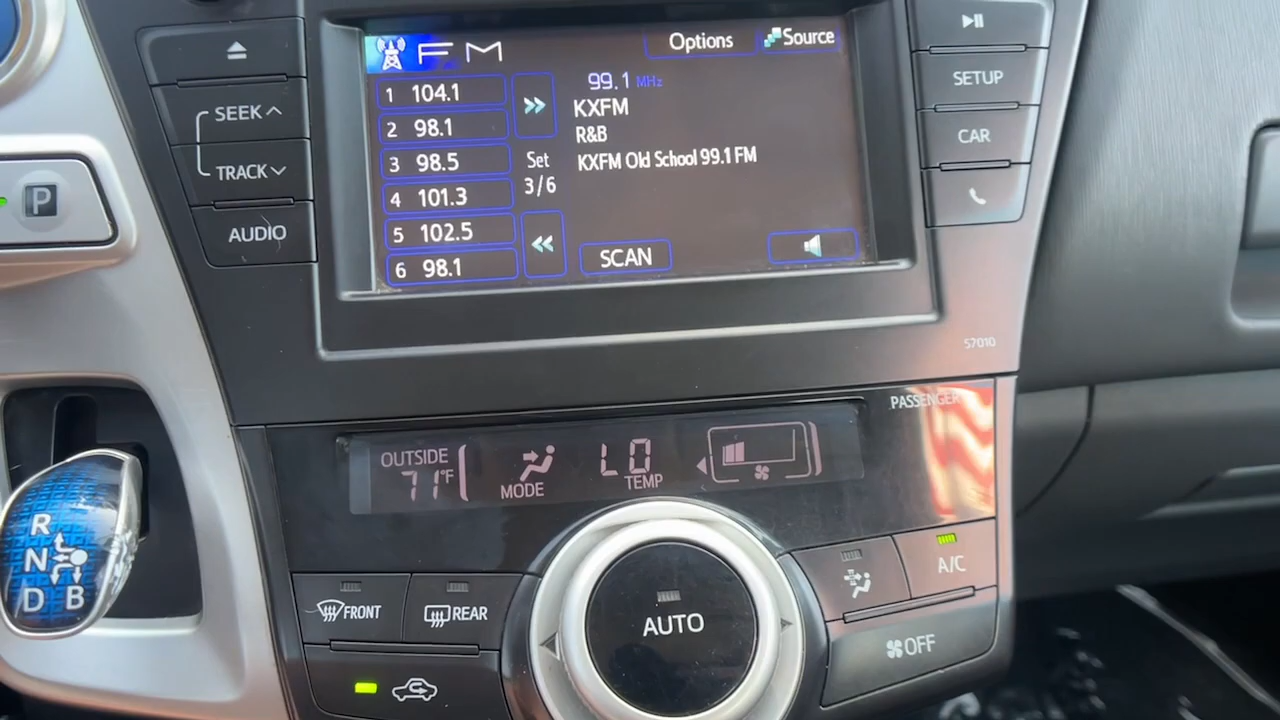 FM
Options
Source
1 104.1
2 98.1
3 98.5
4 101.3
5 102.5
6 98.1
Set
3/6
99.1 MHz
KXFM
R&B
KXFM Old School 99.1 FM
SCAN
SEEK
TRACK
AUDIO
SETUP
CAR
P
57010
PASSENGER
OUTSIDE
71°F
MODE
LO
TEMP
R
N
D B
FRONT
REAR
AUTO
A/C
OFF